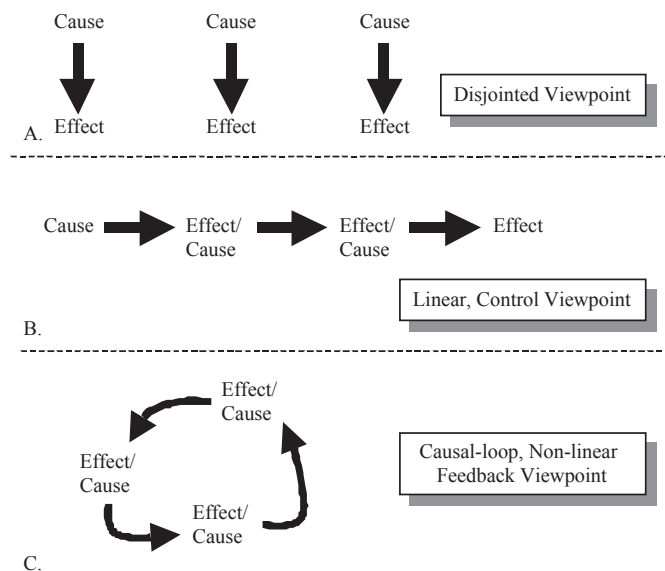 Cause Cause Cause
Disjointed Viewpoint
A. Effect Effect Effect
Cause Effect/ Effect/ Effect
Cause Cause
Linear, Control Viewpoint
B.
Effect/
Cause
Causal-loop, Non-linear
Feedback Viewpoint
Effect/
Cause
Effect/
Cause
C.